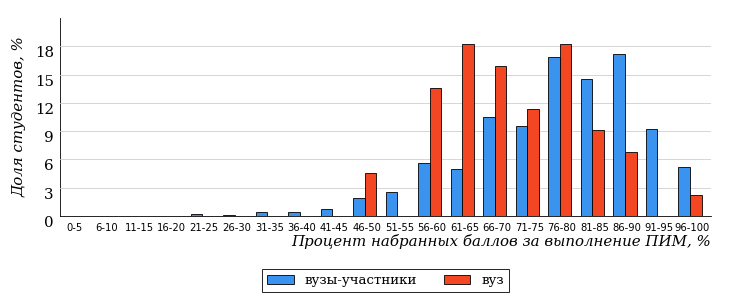 Доля студентов, %
18
15
12
9
6
3
0
0-5 6-10 11-15 16-20 21-25 26-30 31-35 36-40 41-45 46-50 51-55 56-60 61-65 66-70 71-75 76-80 81-85 86-90 91-95 96-100
Процент набранных баллов за выполнение ПИМ, %
вузы-участники вуз